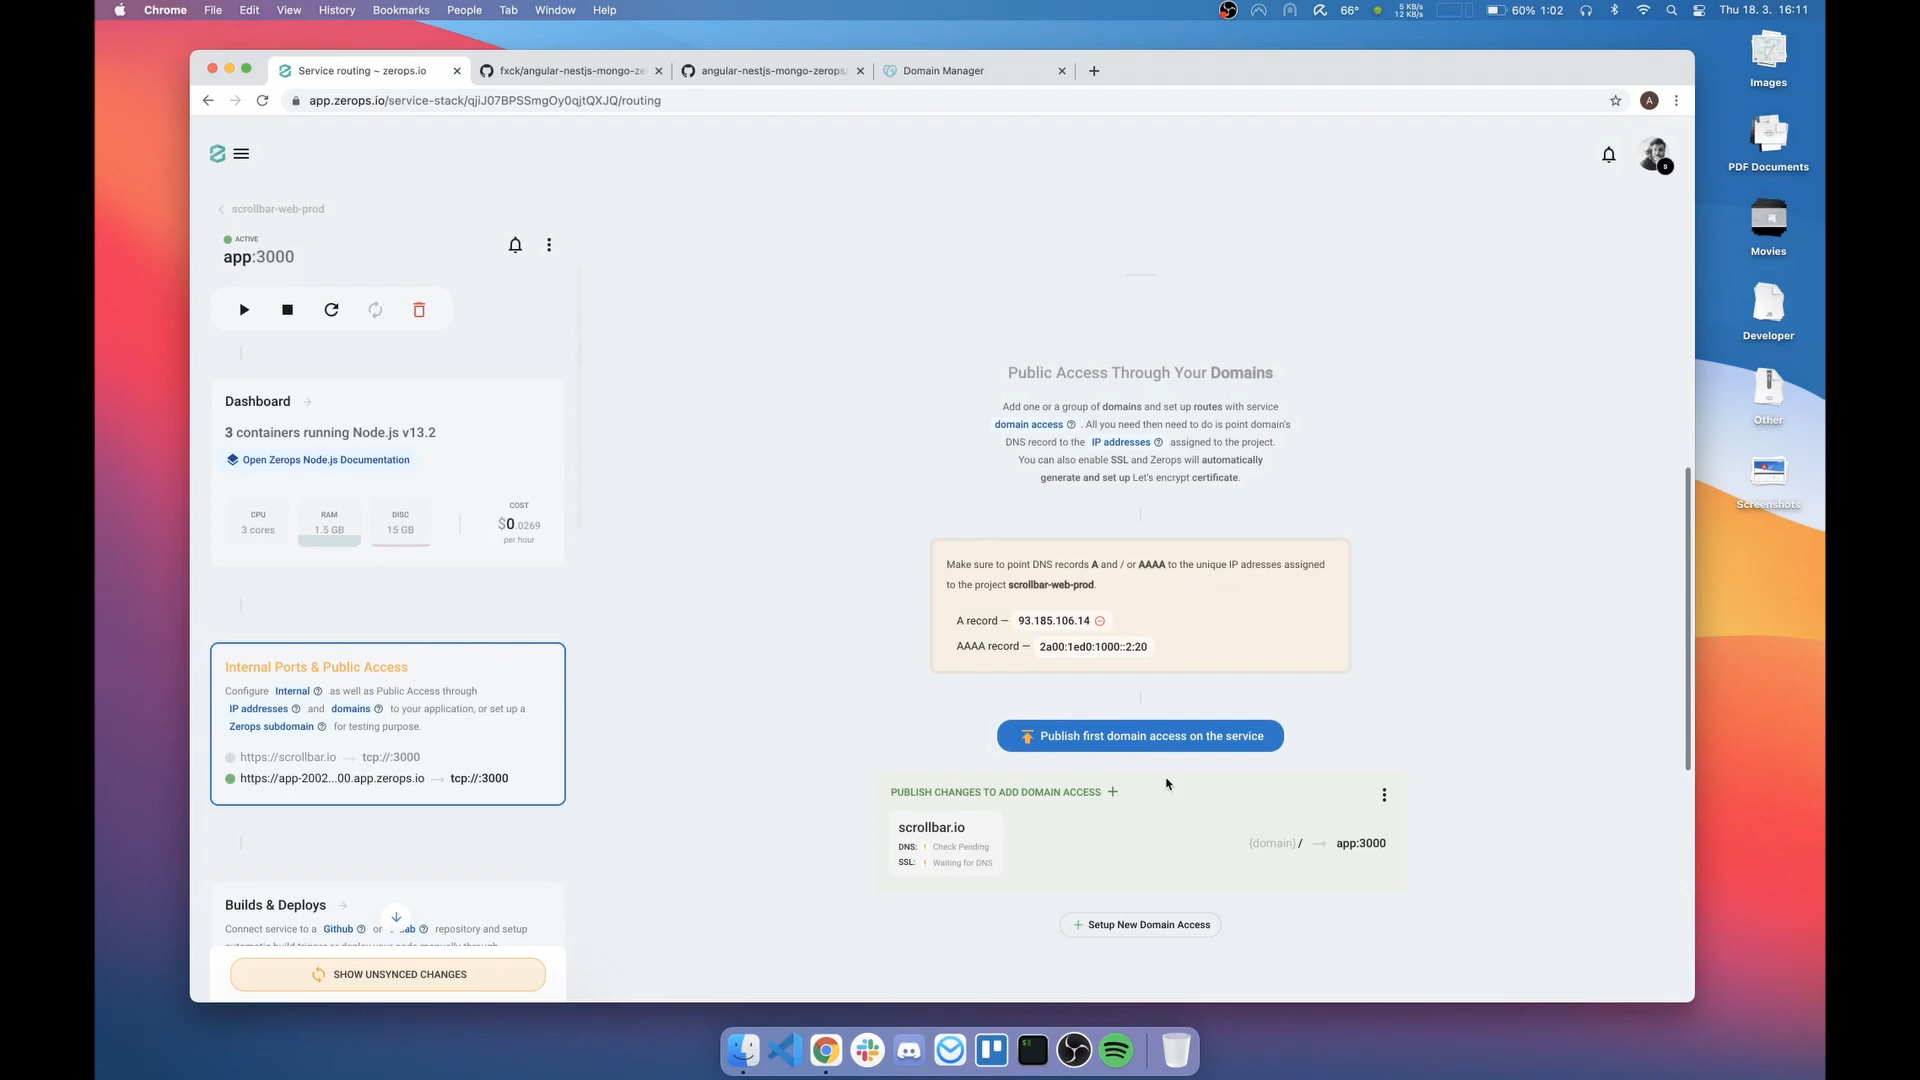 Chrome File Edit View History Bookmarks People Tab Window Help
66° 5 KB/s 12 KB/s 60% 1:02 Thu 18. 3. 16:11
Service routing ~ zerops.io
fxck/angular-nestjs-mongo-ze
angular-nestjs-mongo-zerops/
Domain Manager
app.zerops.io/service-stack/qjiJ07BPSSmgOy0qjtQXJQ/routing
A
Images
PDF Documents
Movies
Developer
Other
Screenshots
scrollbar-web-prod
ACTIVE
app:3000
Dashboard
3 containers running Node.js v13.2
Open Zerops Node.js Documentation
CPU
3 cores
RAM
1.5 GB
DISC
15 GB
COST
$0.0269
per hour
Internal Ports & Public Access
Configure Internal as well as Public Access through
IP addresses and domains to your application, or set up a
Zerops subdomain for testing purpose.
https://scrollbar.io → tcp://:3000
https://app-2002...00.app.zerops.io → tcp://:3000
Builds & Deploys
Connect service to a Github or repository and setup
SHOW UNSYNCED CHANGES
Public Access Through Your Domains
Add one or a group of domains and set up routes with service
domain access . All you need then need to do is point domain's
DNS record to the IP addresses assigned to the project.
You can also enable SSL and Zerops will automatically
generate and set up Let's encrypt certificate.
Make sure to point DNS records A and / or AAAA to the unique IP adresses assigned
to the project scrollbar-web-prod.
A record — 93.185.106.14
AAAA record — 2a00:1ed0:1000::2:20
Publish first domain access on the service
PUBLISH CHANGES TO ADD DOMAIN ACCESS +
scrollbar.io
DNS: ! Check Pending
SSL: ! Waiting for DNS
{domain} / → app:3000
+ Setup New Domain Access